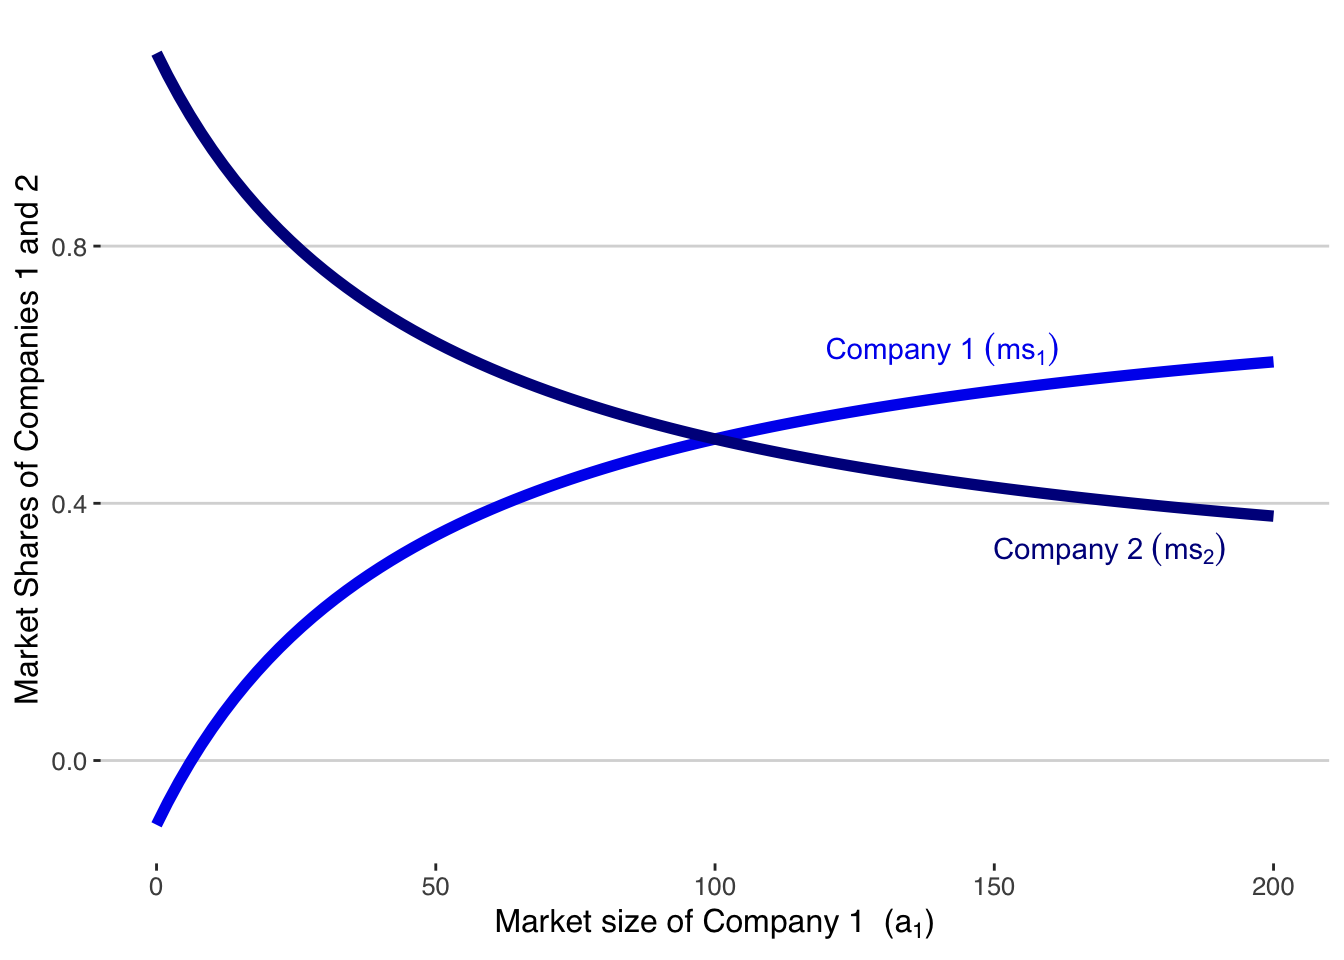 Market Shares of Companies 1 and 2
0.8
0.4
0.0
Company 1 (ms₁)
Company 2 (ms₂)
0 50 100 150 200
Market size of Company 1 (a₁)